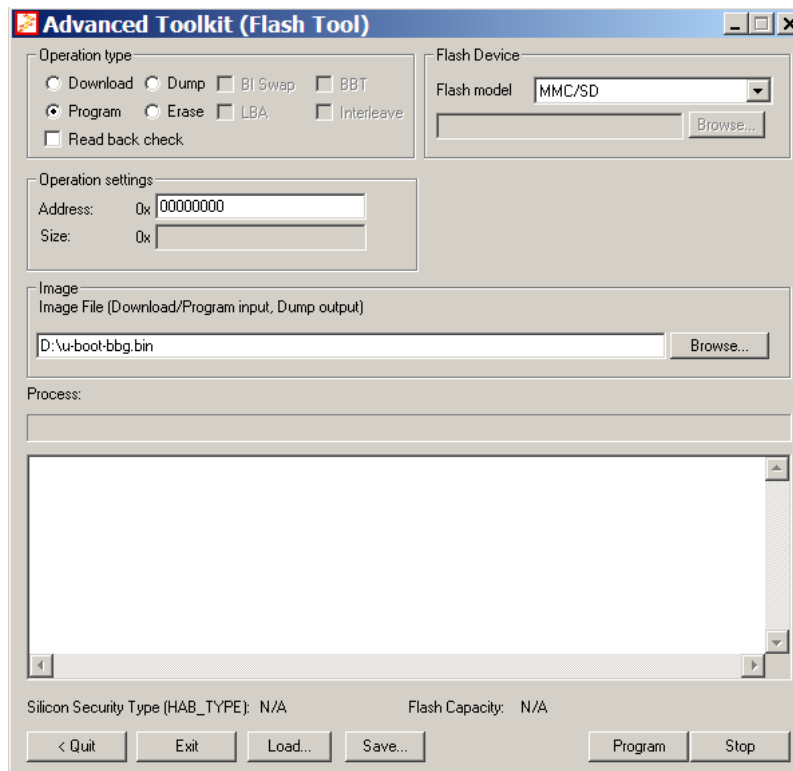 Advanced Toolkit (Flash Tool)
Operation type
Download Dump BI Swap BBT
Program Erase LBA Interleave
Read back check
Flash Device
Flash model MMC/SD
Browse...
Operation settings
Address: 0x 00000000
Size: 0x
Image
Image File (Download/Program input, Dump output)
D:\u-boot-bbg.bin Browse...
Process:
Silicon Security Type (HAB_TYPE): N/A Flash Capacity: N/A
< Quit Exit Load... Save... Program Stop